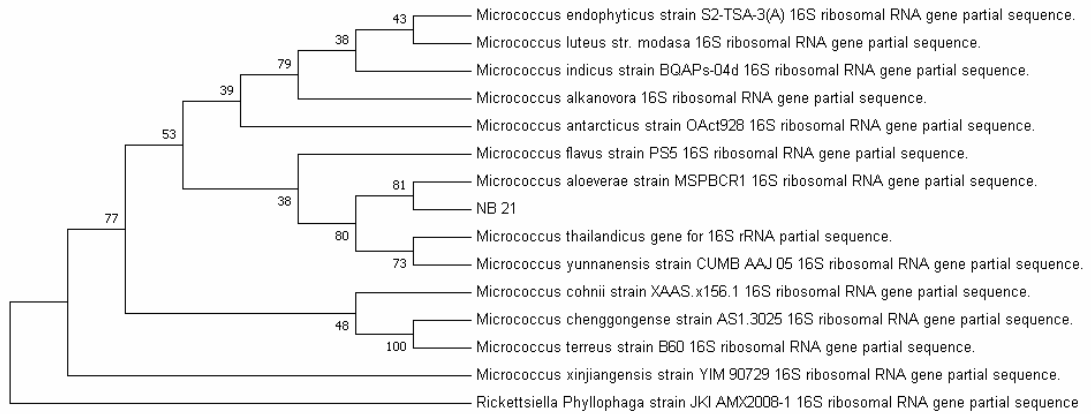 Micrococcus endophyticus strain S2-TSA-3(A) 16S ribosomal RNA gene partial sequence.
43
Micrococcus luteus str. modasa 16S ribosomal RNA gene partial sequence.
38
Micrococcus indicus strain BQAPs-04d 16S ribosomal RNA gene partial sequence.
79
Micrococcus alkanovora 16S ribosomal RNA gene partial sequence.
39
Micrococcus antarcticus strain OAct928 16S ribosomal RNA gene partial sequence.
53
Micrococcus flavus strain PS5 16S ribosomal RNA gene partial sequence.
Micrococcus aloeverae strain MSPBCR1 16S ribosomal RNA gene partial sequence.
81
38
NB 21
77
80
Micrococcus thailandicus gene for 16S rRNA partial sequence.
73
Micrococcus yunnanensis strain CUMB AAJ 05 16S ribosomal RNA gene partial sequence.
Micrococcus cohnii strain XAAS.x156.1 16S ribosomal RNA gene partial sequence.
48
Micrococcus chenggongense strain AS1.3025 16S ribosomal RNA gene partial sequence.
100
Micrococcus terreus strain B60 16S ribosomal RNA gene partial sequence.
Micrococcus xinjiangensis strain YIM 90729 16S ribosomal RNA gene partial sequence.
Rickettsiella Phyllophaga strain JKI AMX2008-1 16S ribosomal RNA gene partial sequence